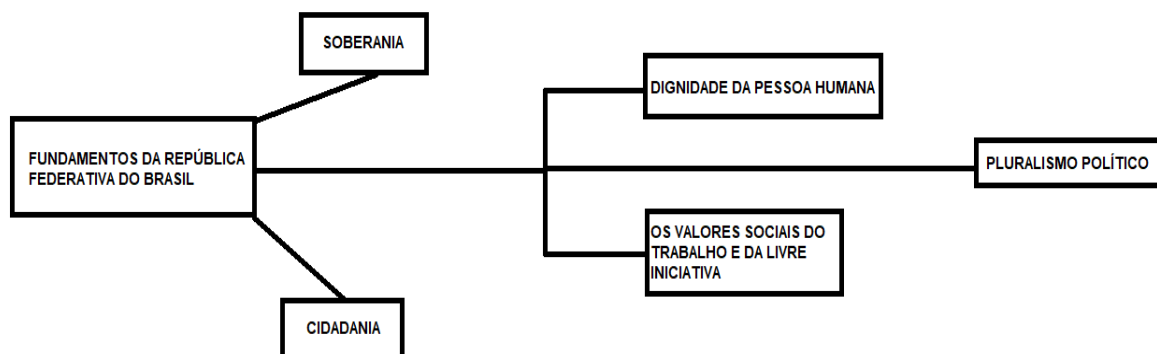 SOBERANIA
DIGNIDADE DA PESSOA HUMANA
FUNDAMENTOS DA REPÚBLICA
FEDERATIVA DO BRASIL
PLURALISMO POLÍTICO
OS VALORES SOCIAIS DO
TRABALHO E DA LIVRE
INICIATIVA
CIDADANIA